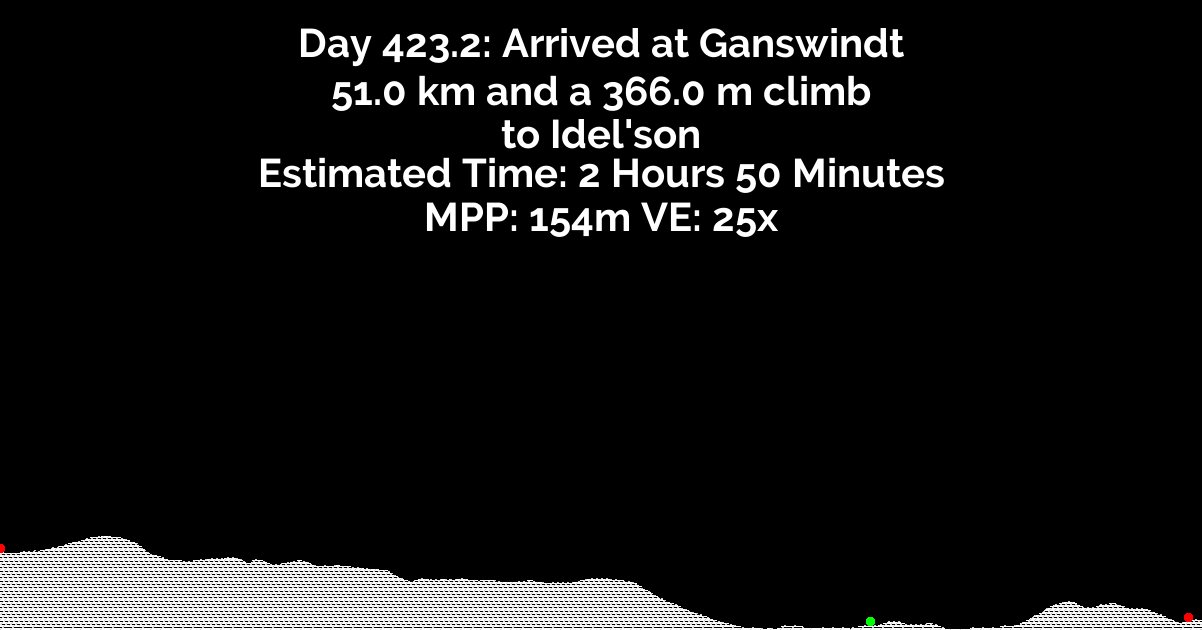 Day 423.2: Arrived at Ganswindt
51.0 km and a 366.0 m climb
to Idel'son
Estimated Time: 2 Hours 50 Minutes
MPP: 154m VE: 25x